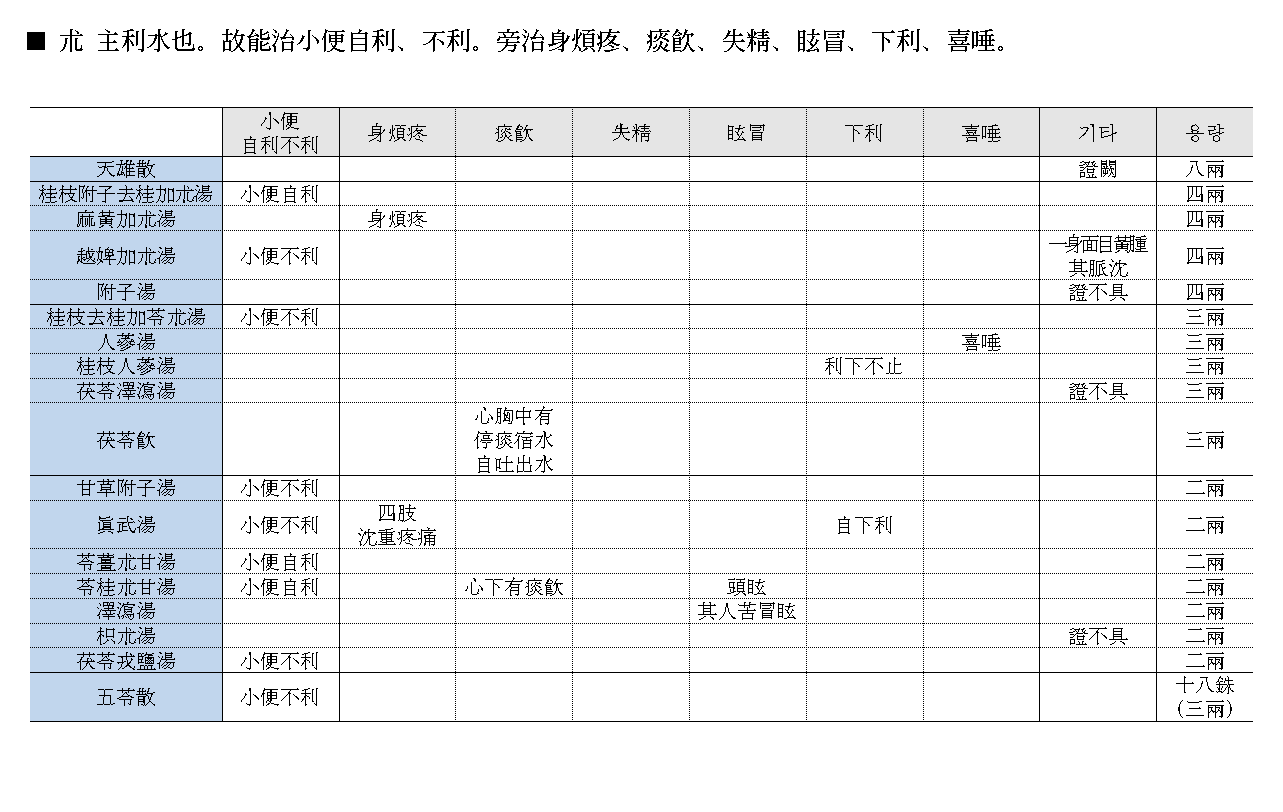 ■ 朮 主利水也。故能治小便自利、不利。旁治身煩疼、痰飮、失精、眩冒、下利、喜唾。
小便
自利不利 身煩疼 痰飮 失精 眩冒 下利 喜唾 기타 용량
天雄散 證闕 八兩
桂枝附子去桂加朮湯 小便自利 四兩
麻黃加朮湯 身煩疼 四兩
越婢加朮湯 小便不利 一身面目黃腫 四兩
其脈沈
附子湯 證不具 四兩
桂枝去桂加苓朮湯 小便不利 三兩
人蔘湯 喜唾 三兩
桂枝人蔘湯 利下不止 三兩
茯苓澤瀉湯 證不具 三兩
茯苓飮 心胸中有 三兩
停痰宿水
自吐出水
甘草附子湯 小便不利 二兩
眞武湯 小便不利 四肢 自下利 二兩
沈重疼痛
苓薑朮甘湯 小便自利 二兩
苓桂朮甘湯 小便自利 心下有痰飮 頭眩 二兩
澤瀉湯 其人苦冒眩 二兩
枳朮湯 證不具 二兩
茯苓戎鹽湯 小便不利 二兩
五苓散 小便不利 十八銖
(三兩)